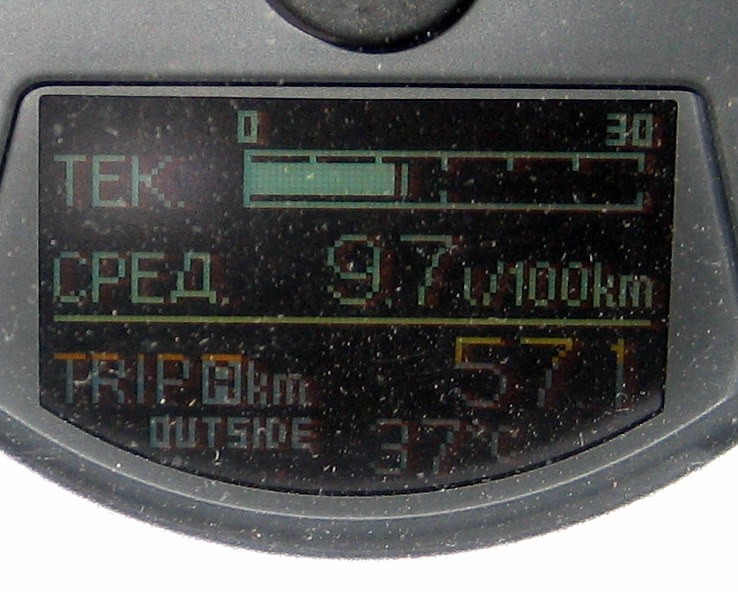 0 30
ТЕК.
СРЕД. 9.7 l/100km
TRIP A km 571
OUTSIDE 37°C